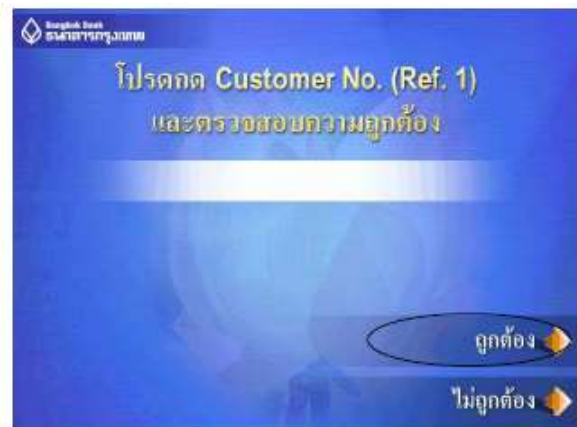 Bangkok Bank
ธนาคารกรุงเทพ
โปรดกด Customer No. (Ref. 1)
และตรวจสอบความถูกต้อง
ถูกต้อง
ไม่ถูกต้อง